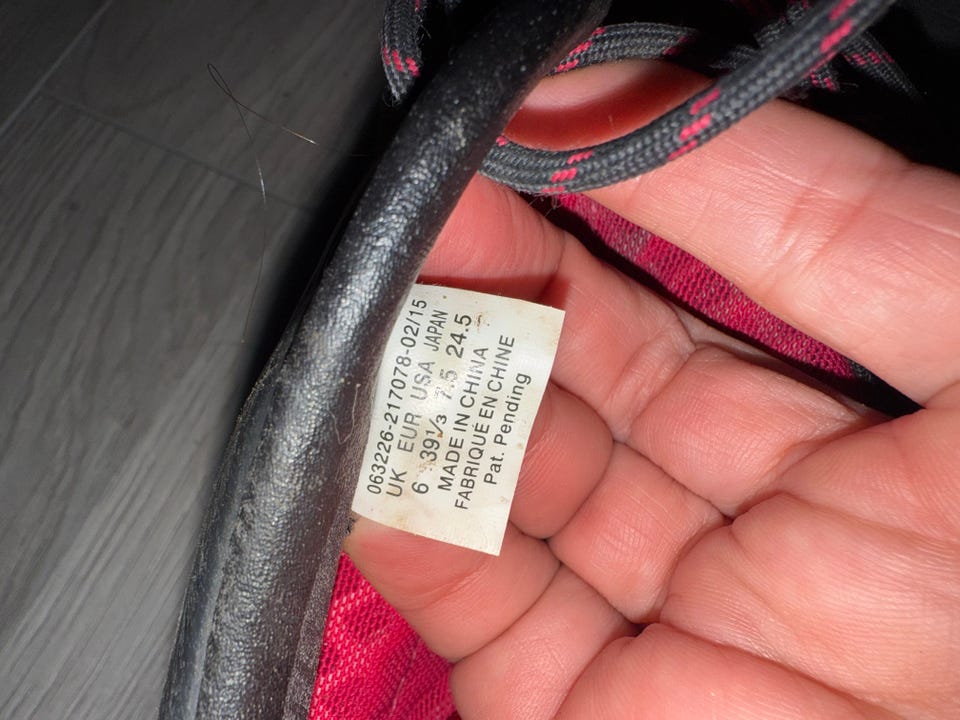 063226-217078-02/15
UK EUR USA JAPAN
6 39¹/₃ 7.5 24.5
MADE IN CHINA
FABRIQUÉ EN CHINE
Pat. Pending